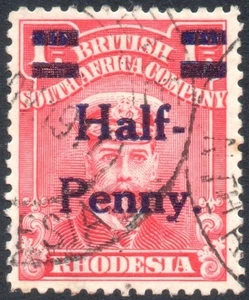 BRITISH
SOUTH AFRICA COMPANY
Half-
Penny.
RHODESIA